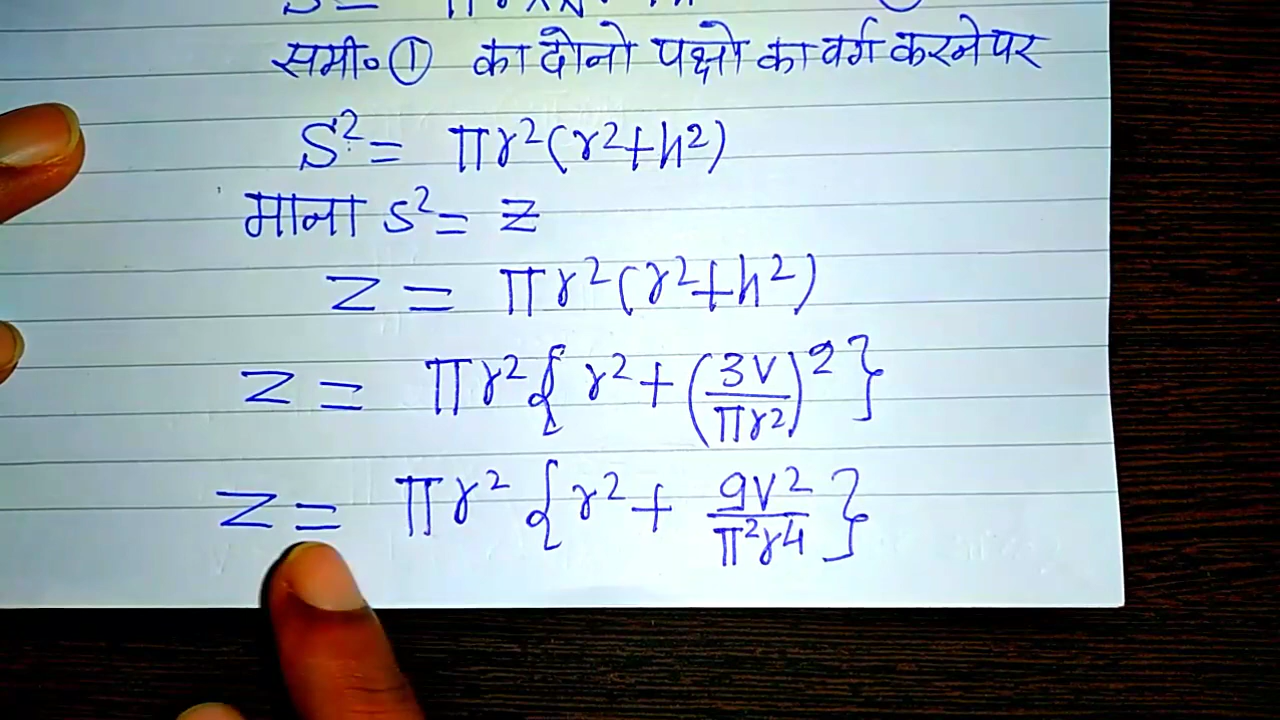 समी० ① का दोनो पक्षो का वर्ग करने पर
S² = πr²(r²+h²)
माना s² = z
z = πr²(r²+h²)
z = πr²{r² + (3V/πr²)²}
z = πr²{r² + 9V²/π²r⁴}